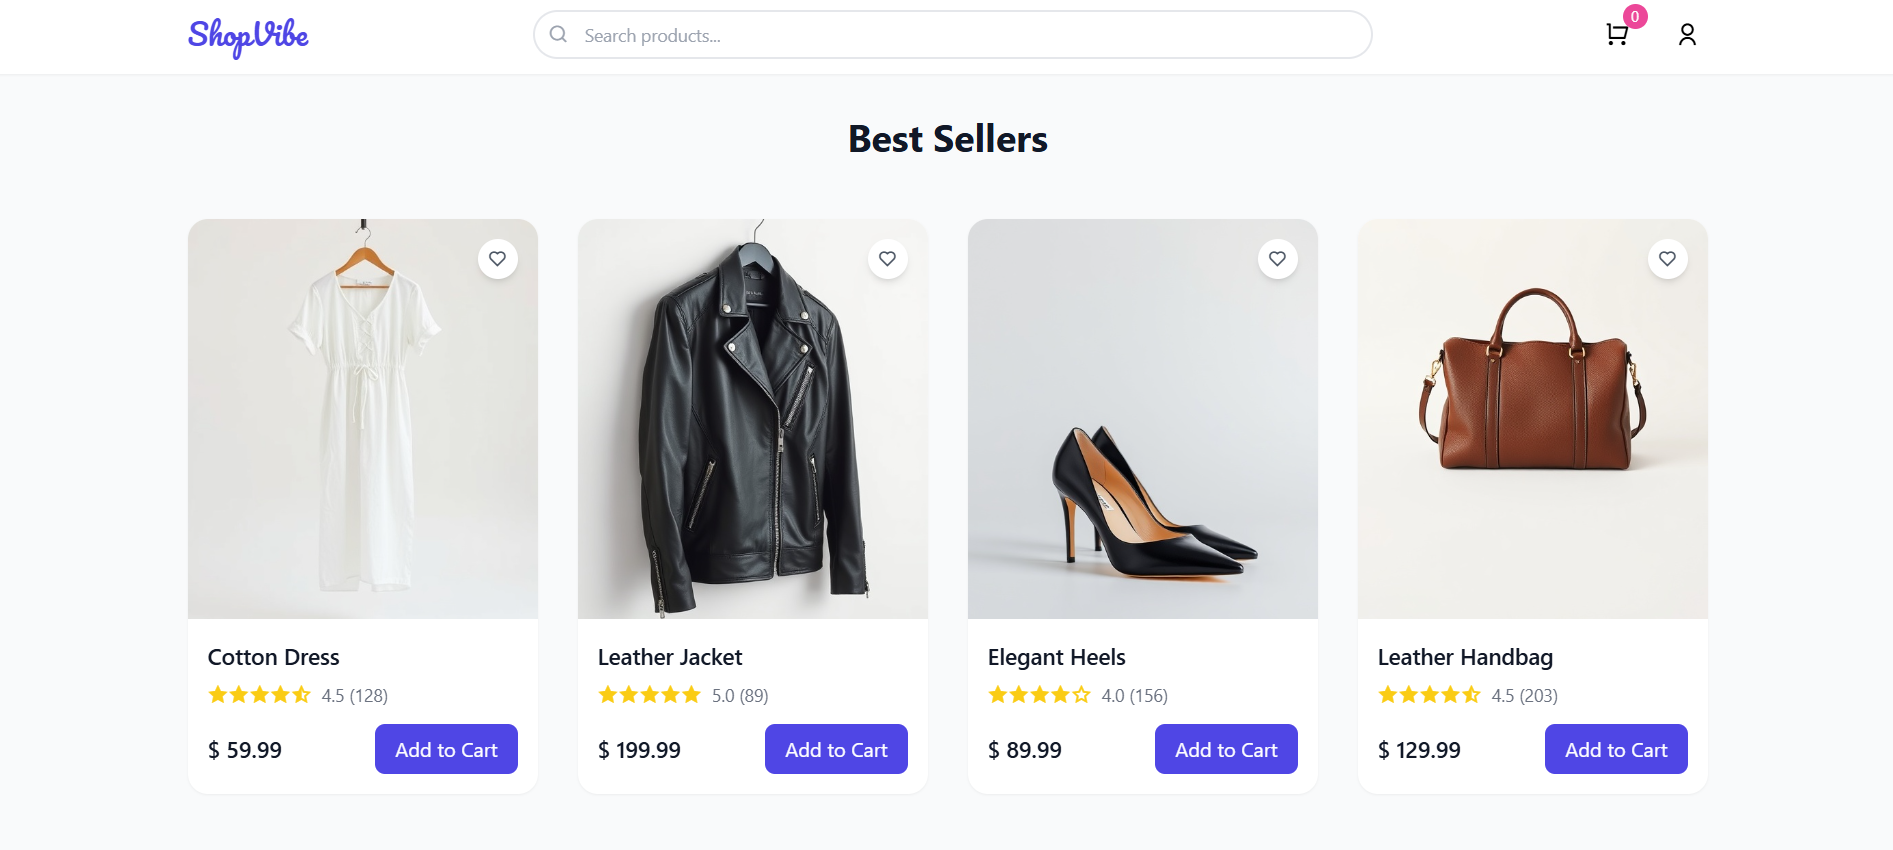 ShopVibe
Search products...
0
Best Sellers
Cotton Dress
4.5 (128)
$ 59.99
Add to Cart
Leather Jacket
5.0 (89)
$ 199.99
Add to Cart
Elegant Heels
4.0 (156)
$ 89.99
Add to Cart
Leather Handbag
4.5 (203)
$ 129.99
Add to Cart